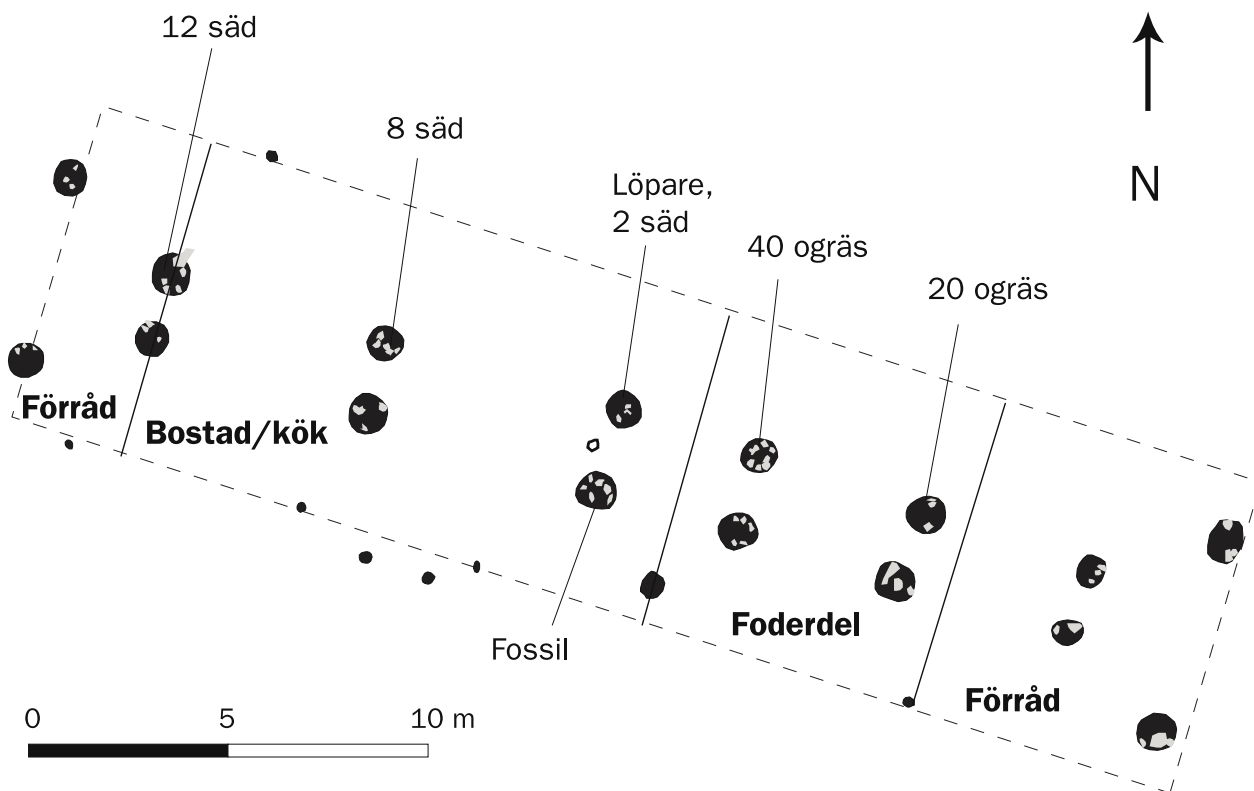 12 säd
8 säd
Löpare,
2 säd
40 ogräs
20 ogräs
N
Förråd
Bostad/kök
Fossil
Foderdel
Förråd
0 5 10 m